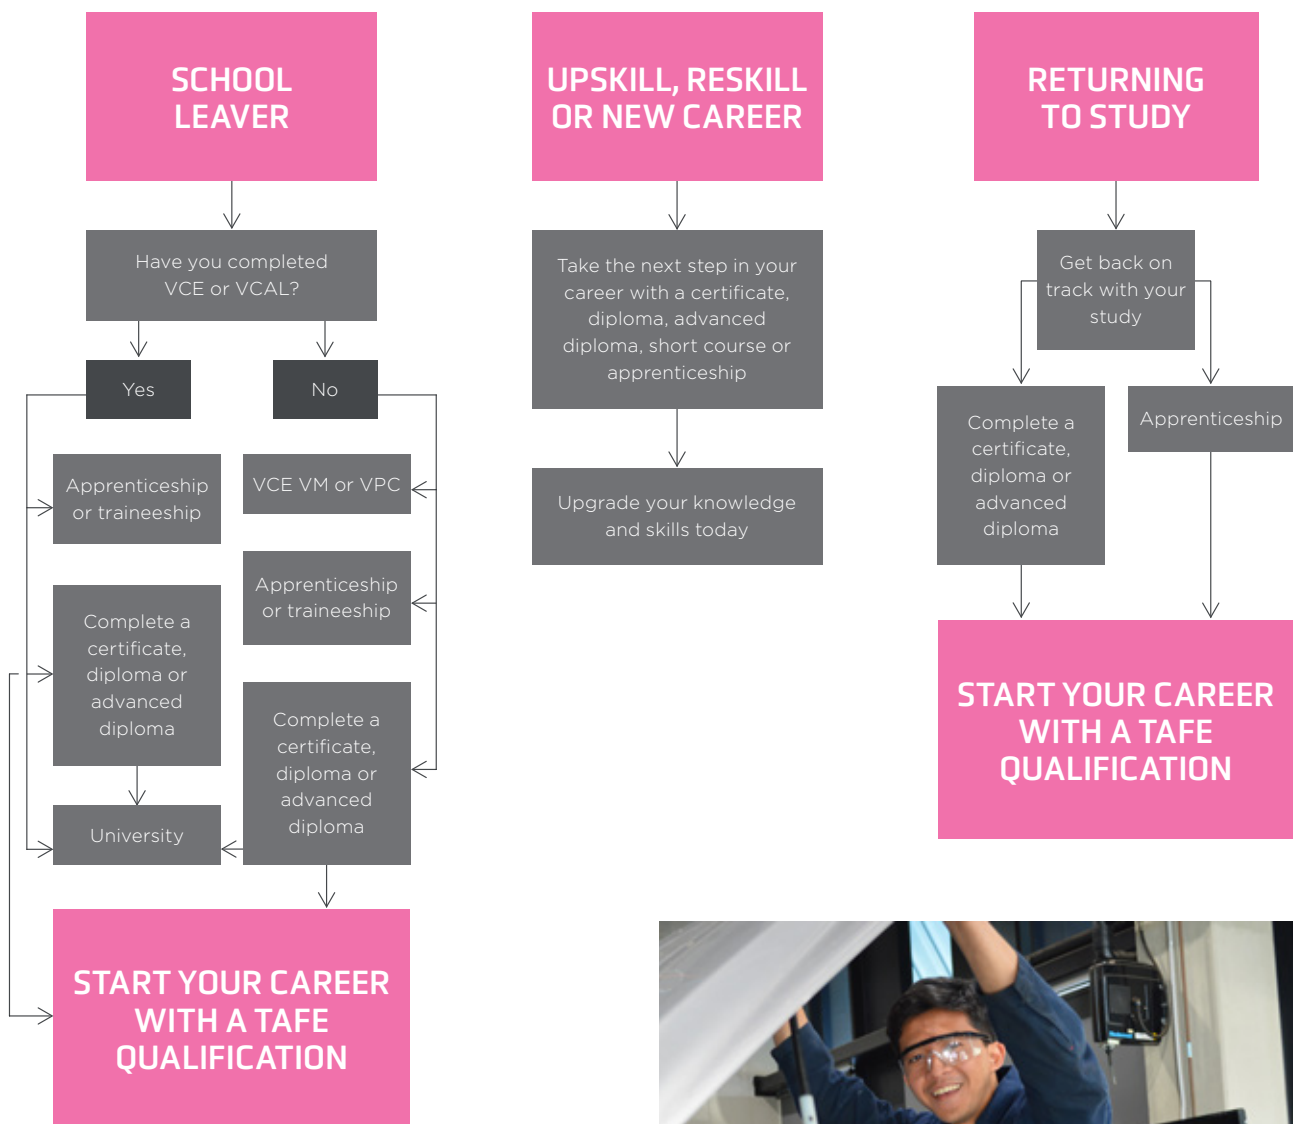 SCHOOL
LEAVER
Have you completed
VCE or VCAL?
Yes
No
Apprenticeship
or traineeship
VCE VM or VPC
Apprenticeship
or traineeship
Complete a
certificate,
diploma or
advanced
diploma
Complete a
certificate,
diploma or
advanced
diploma
University
START YOUR CAREER
WITH A TAFE
QUALIFICATION
UPSKILL, RESKILL
OR NEW CAREER
Take the next step in your
career with a certificate,
diploma, advanced
diploma, short course or
apprenticeship
Upgrade your knowledge
and skills today
RETURNING
TO STUDY
Get back on
track with your
study
Complete a
certificate,
diploma or
advanced
diploma
Apprenticeship
START YOUR CAREER
WITH A TAFE
QUALIFICATION